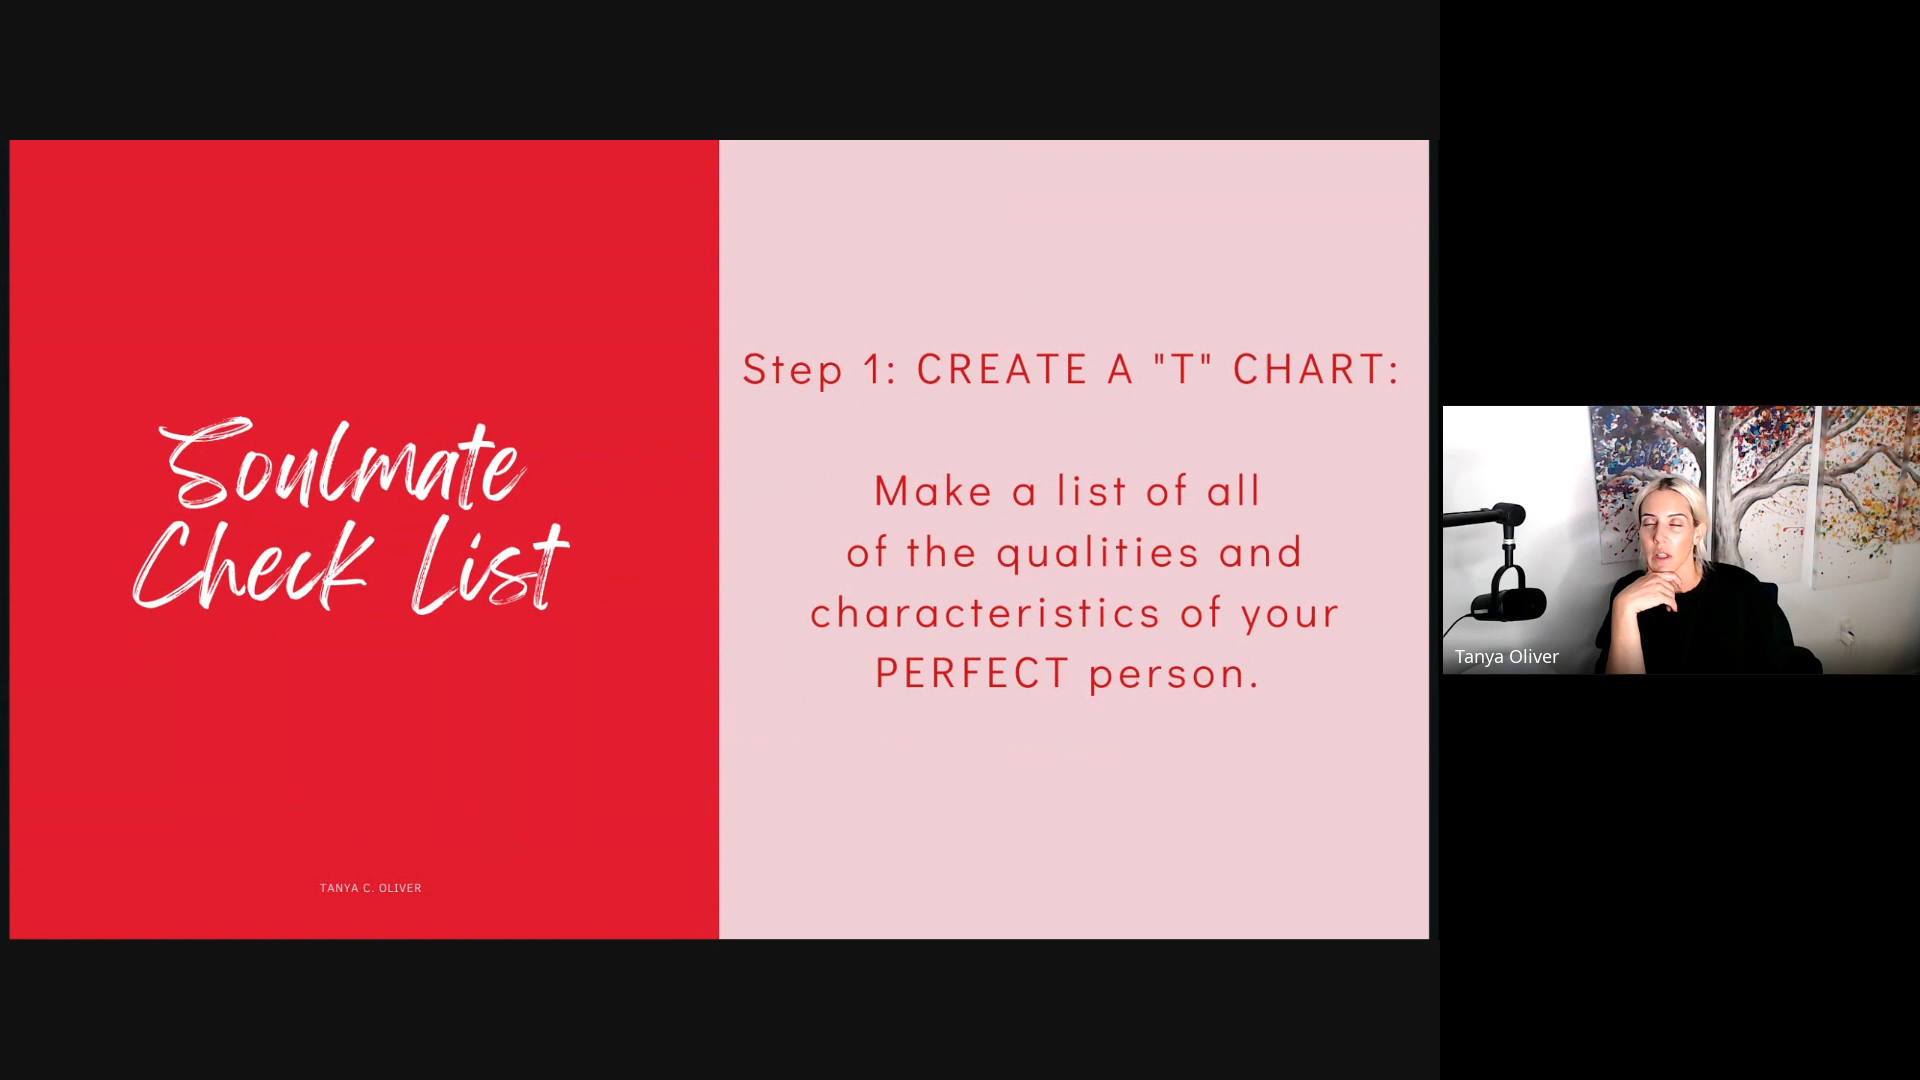 Soulmate
Check List
TANYA C. OLIVER
Step 1: CREATE A "T" CHART:
Make a list of all
of the qualities and
characteristics of your
PERFECT person.
Tanya Oliver